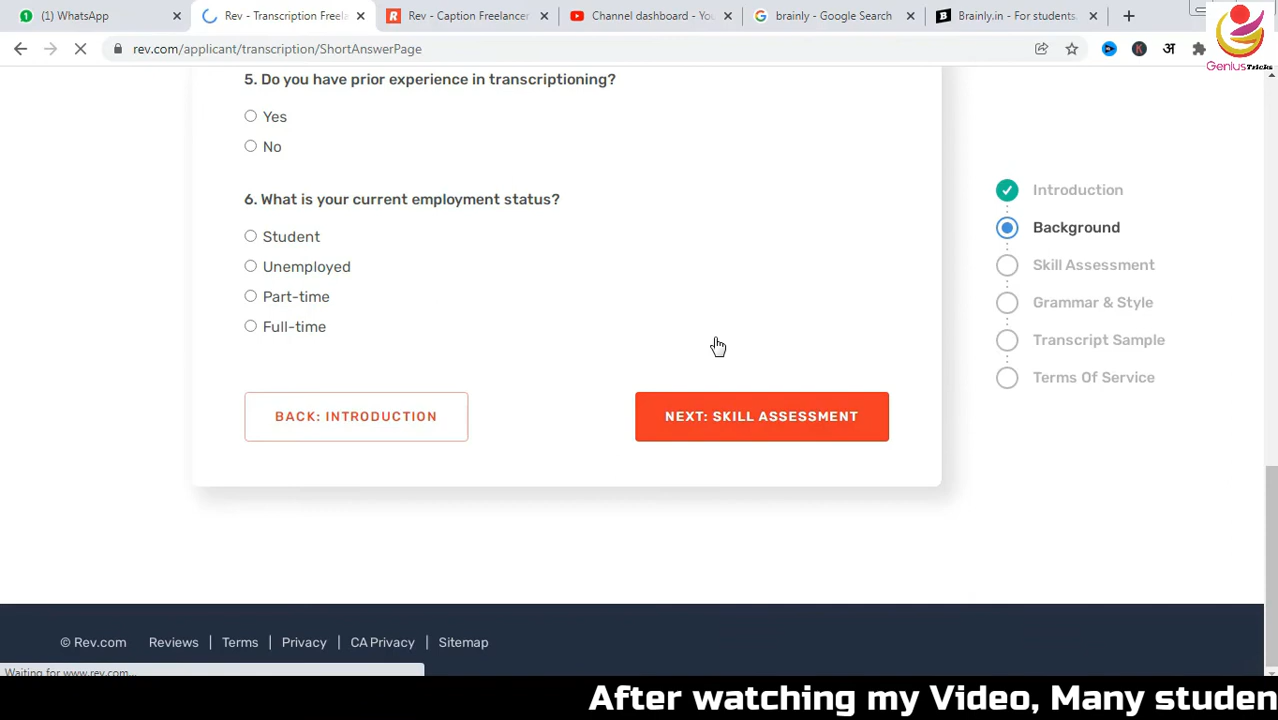 (1) WhatsApp
Rev - Transcription Freela
Rev - Caption Freelancer
Channel dashboard - Yo
brainly - Google Search
Brainly.in - For students.
rev.com/applicant/transcription/ShortAnswerPage
अ
Genius Tricks
5. Do you have prior experience in transcriptioning?
Yes
No
6. What is your current employment status?
Student
Unemployed
Part-time
Full-time
BACK: INTRODUCTION
NEXT: SKILL ASSESSMENT
Introduction
Background
Skill Assessment
Grammar & Style
Transcript Sample
Terms Of Service
© Rev.com Reviews | Terms | Privacy | CA Privacy | Sitemap
Waiting for www.rev.com...
After watching my Video, Many studen